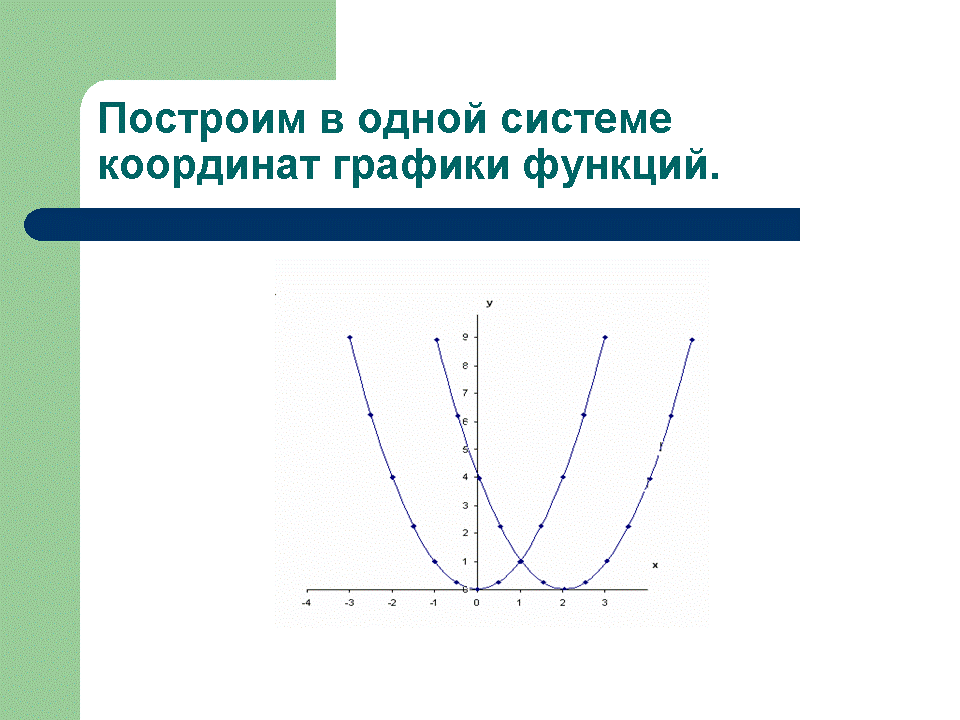 Построим в одной системе
координат графики функций.
y
9
8
7
6
5
4
3
2
1
x
-4 -3 -2 -1 0 1 2 3